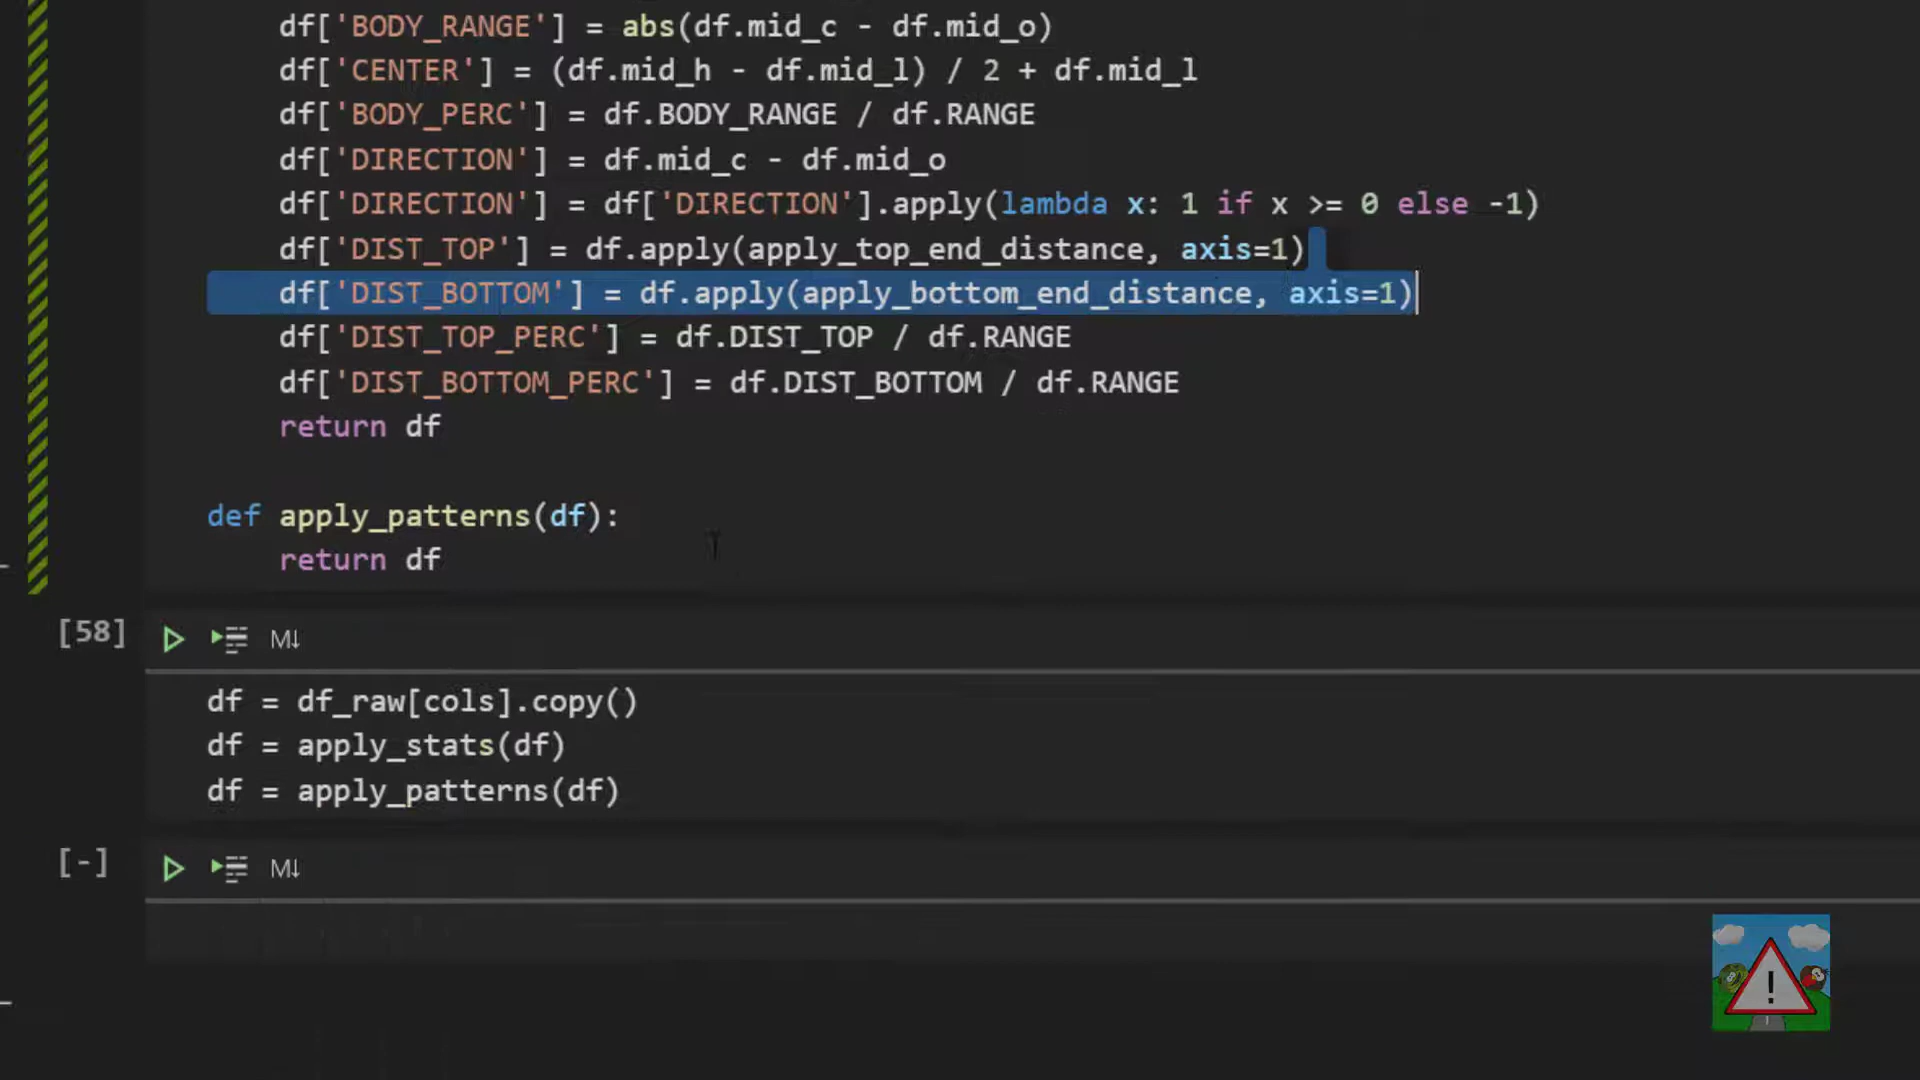 df['BODY_RANGE'] = abs(df.mid_c - df.mid_o)
df['CENTER'] = (df.mid_h - df.mid_l) / 2 + df.mid_l
df['BODY_PERC'] = df.BODY_RANGE / df.RANGE
df['DIRECTION'] = df.mid_c - df.mid_o
df['DIRECTION'] = df['DIRECTION'].apply(lambda x: 1 if x >= 0 else -1)
df['DIST_TOP'] = df.apply(apply_top_end_distance, axis=1)
df['DIST_BOTTOM'] = df.apply(apply_bottom_end_distance, axis=1)
df['DIST_TOP_PERC'] = df.DIST_TOP / df.RANGE
df['DIST_BOTTOM_PERC'] = df.DIST_BOTTOM / df.RANGE
return df
def apply_patterns(df):
return df
[58]
M↓
df = df_raw[cols].copy()
df = apply_stats(df)
df = apply_patterns(df)
[-]
M↓
!